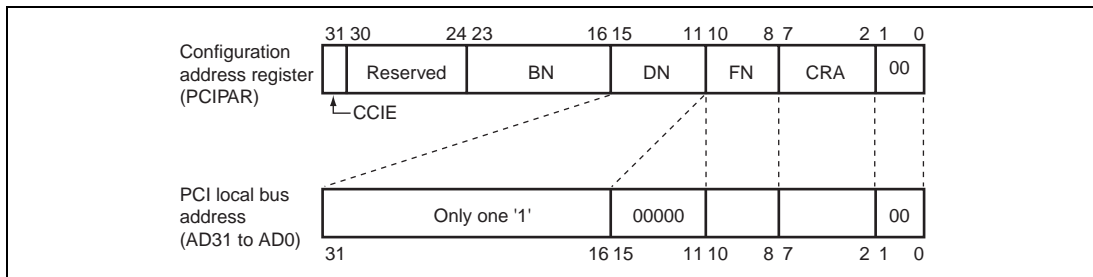 31 30 24 23 16 15 11 10 8 7 2 1 0
Configuration
address register
(PCIPAR)
Reserved BN DN FN CRA 00
CCIE
PCI local bus
address
(AD31 to AD0)
Only one '1' 00000 00
31 16 15 11 10 8 7 2 1 0